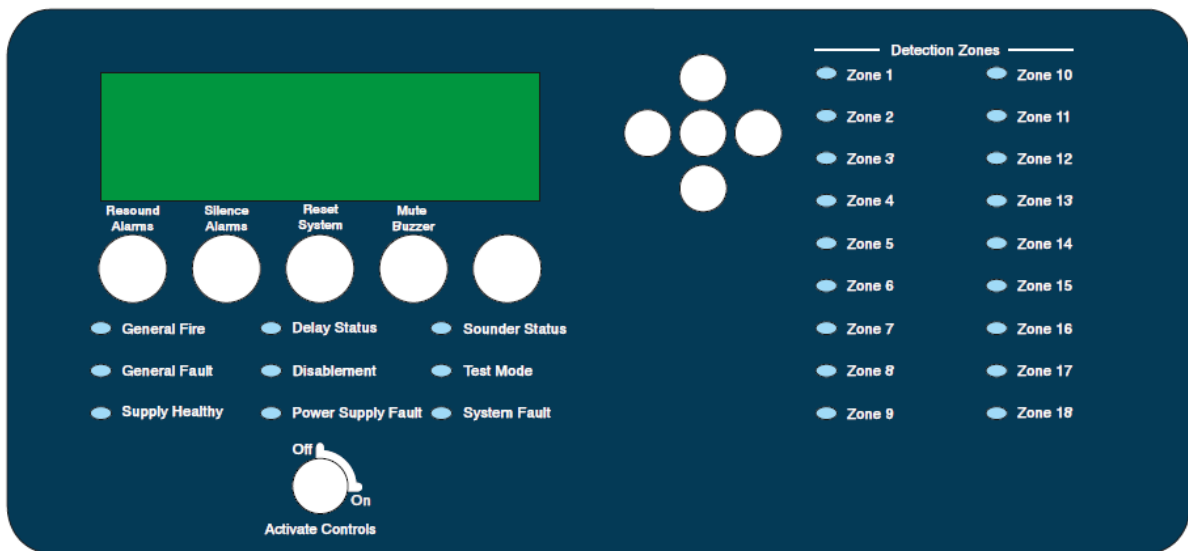 Detection Zones
Zone 1
Zone 10
Zone 2
Zone 11
Zone 3
Zone 12
Zone 4
Zone 13
Zone 5
Zone 14
Zone 6
Zone 15
Zone 7
Zone 16
Zone 8
Zone 17
Zone 9
Zone 18
Resound
Alarms
Silence
Alarms
Reset
System
Mute
Buzzer
General Fire
Delay Status
Sounder Status
General Fault
Disablement
Test Mode
Supply Healthy
Power Supply Fault
System Fault
Off
On
Activate Controls